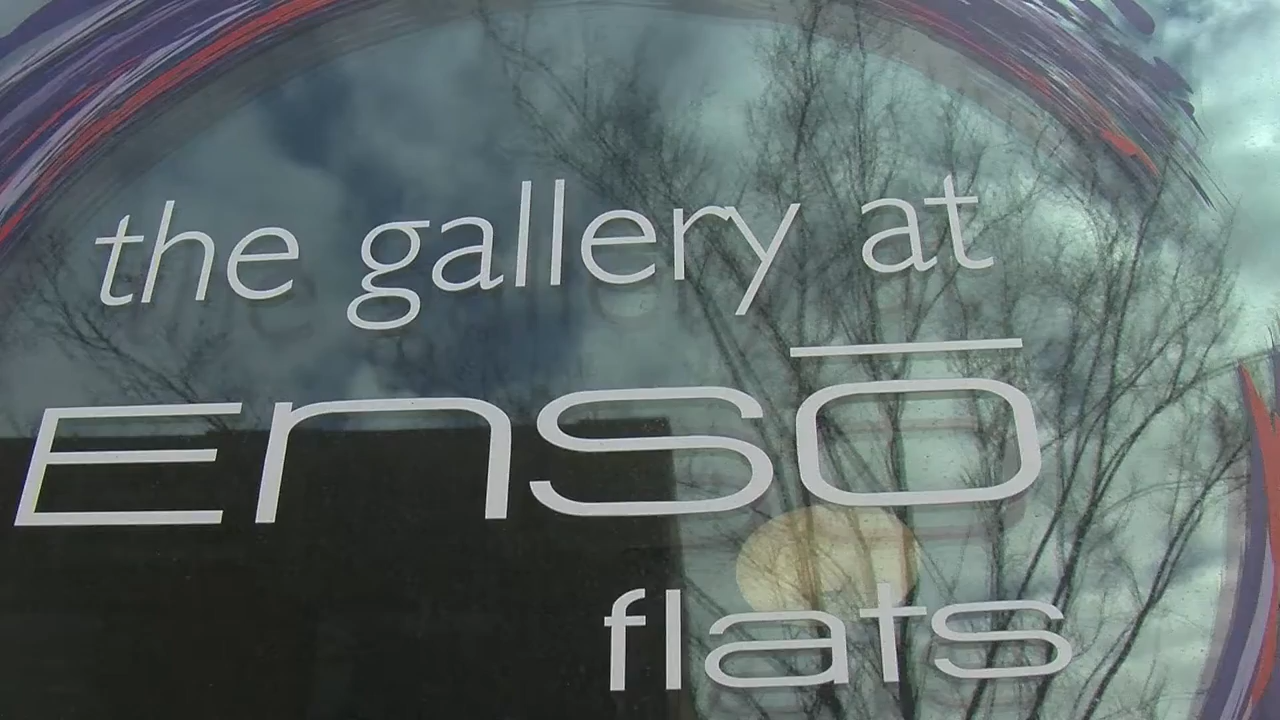 the gallery at
ensō
flats